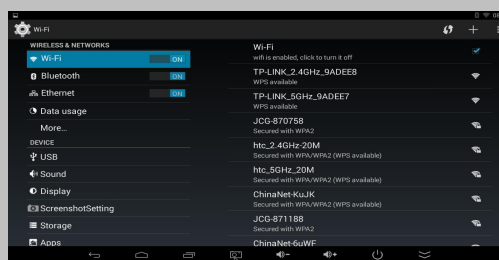 Wi-Fi
WIRELESS & NETWORKS
Wi-Fi
ON
Bluetooth
ON
Ethernet
ON
Data usage
More...
DEVICE
USB
Sound
Display
ScreenshotSetting
Storage
Apps
Wi-Fi
wifi is enabled, click to turn it off
TP-LINK_2.4GHz_9ADEE8
WPS available
TP-LINK_5GHz_9ADEE7
WPS available
JCG-870758
Secured with WPA2
htc_2.4GHz-20M
Secured with WPA/WPA2 (WPS available)
htc_5GHz_20M
Secured with WPA/WPA2 (WPS available)
ChinaNet-KuJK
Secured with WPA/WPA2 (WPS available)
JCG-871188
Secured with WPA2
ChinaNet-6uWF